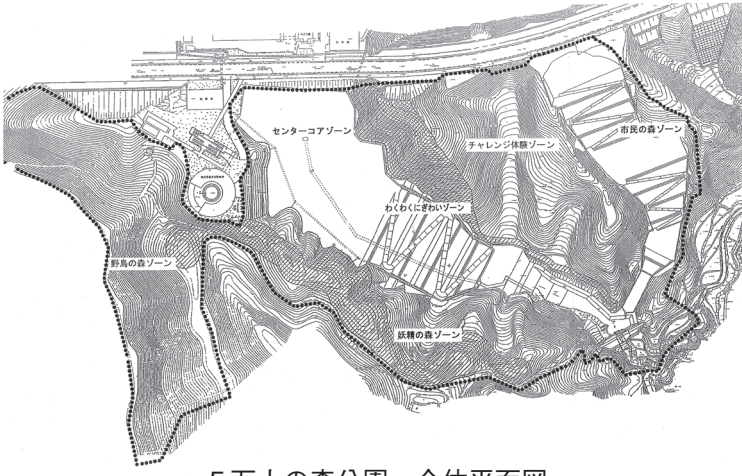 センターコアゾーン
市民の森ゾーン
チャレンジ体験ゾーン
わくわくにぎわいゾーン
野鳥の森ゾーン
妖精の森ゾーン
５万人の森公園　全体平面図